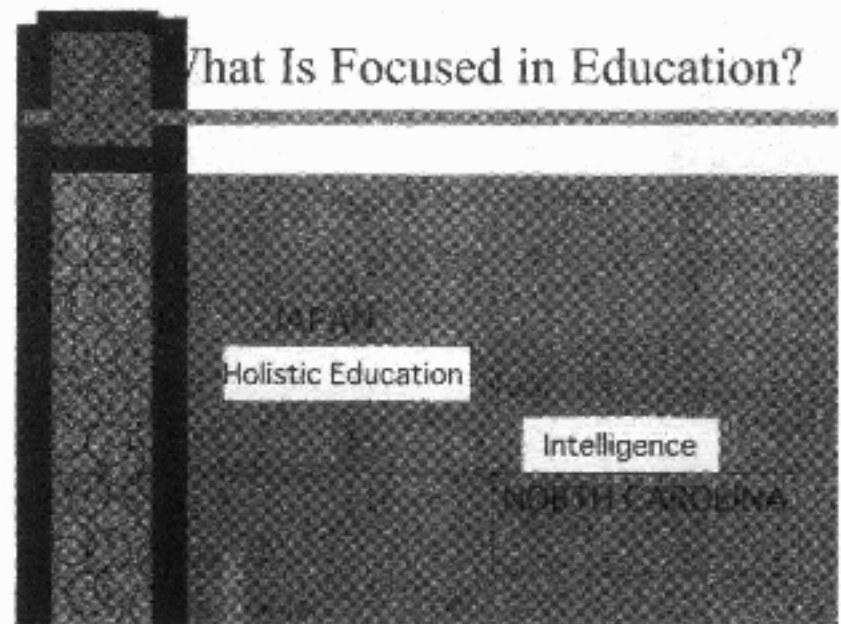 What Is Focused in Education?
JAPAN
Holistic Education
Intelligence
NORTH CAROLINA